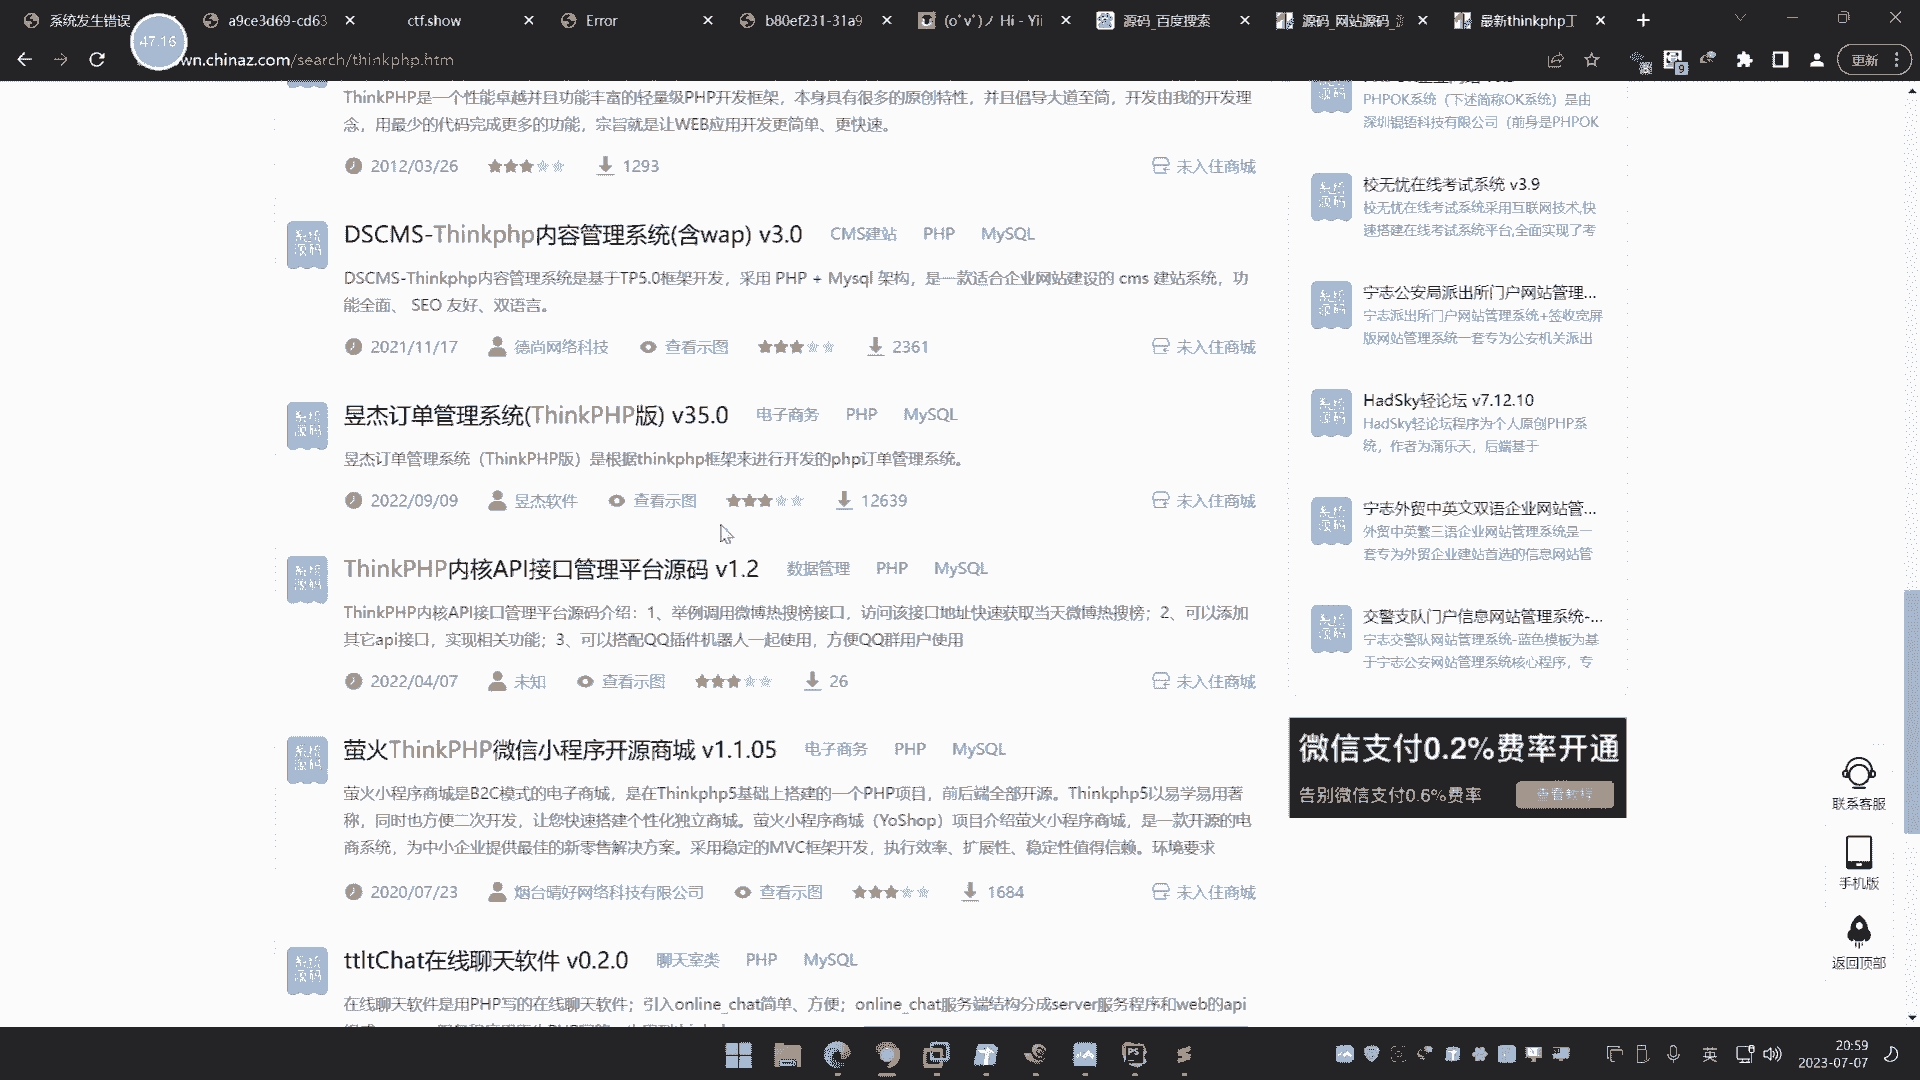 系统发生错误
a9ce3d69-cd63
ctf.show
Error
b80ef231-31a9
(oﾟvﾟ)ノ Hi - Yii
源码_百度搜索
源码_网站源码_
最新thinkphp工
47.16
wn.chinaz.com/search/thinkphp.htm
9
更新
ThinkPHP是一个性能卓越并且功能丰富的轻量级PHP开发框架，本身具有很多的原创特性，并且倡导大道至简，开发由我的开发理
念，用最少的代码完成更多的功能，宗旨就是让WEB应用开发更简单、更快速。
2012/03/26 1293 未入住商城
系统
源码
DSCMS-Thinkphp内容管理系统(含wap) v3.0 CMS建站 PHP MySQL
DSCMS-Thinkphp内容管理系统是基于TP5.0框架开发，采用 PHP + Mysql 架构，是一款适合企业网站建设的 cms 建站系统，功
能全面、 SEO 友好、双语言。
2021/11/17 德尚网络科技 查看示图 2361 未入住商城
系统
源码
昱杰订单管理系统(ThinkPHP版) v35.0 电子商务 PHP MySQL
昱杰订单管理系统（ThinkPHP版）是根据thinkphp框架来进行开发的php订单管理系统。
2022/09/09 昱杰软件 查看示图 12639 未入住商城
系统
源码
ThinkPHP内核API接口管理平台源码 v1.2 数据管理 PHP MySQL
ThinkPHP内核API接口管理平台源码介绍：1、举例调用微博热搜榜接口，访问该接口地址快速获取当天微博热搜榜；2、可以添加
其它api接口，实现相关功能；3、可以搭配QQ插件机器人一起使用，方便QQ群用户使用
2022/04/07 未知 查看示图 26 未入住商城
系统
源码
萤火ThinkPHP微信小程序开源商城 v1.1.05 电子商务 PHP MySQL
萤火小程序商城是B2C模式的电子商城，是在Thinkphp5基础上搭建的一个PHP项目，前后端全部开源。Thinkphp5以易学易用著
称，同时也方便二次开发，让您快速搭建个性化独立商城。萤火小程序商城（YoShop）项目介绍萤火小程序商城，是一款开源的电
商系统，为中小企业提供最佳的新零售解决方案。采用稳定的MVC框架开发，执行效率、扩展性、稳定性值得信赖。环境要求
2020/07/23 烟台晴好网络科技有限公司 查看示图 1684 未入住商城
系统
源码
ttltChat在线聊天软件 v0.2.0 聊天室类 PHP MySQL
在线聊天软件是用PHP写的在线聊天软件；引入online_chat简单、方便；online_chat服务端结构分成server服务程序和web的api
源码
PHPOK系统（下述简称OK系统）是由
深圳锟铻科技有限公司（前身是PHPOK
系统
源码
校无忧在线考试系统 v3.9
校无忧在线考试系统采用互联网技术,快
速搭建在线考试系统平台,全面实现了考
系统
源码
宁志公安局派出所门户网站管理...
宁志派出所门户网站管理系统+签收宽屏
版网站管理系统一套专为公安机关派出
系统
源码
HadSky轻论坛 v7.12.10
HadSky轻论坛程序为个人原创PHP系
统，作者为蒲乐天，后端基于
系统
源码
宁志外贸中英文双语企业网站管...
外贸中英繁三语企业网站管理系统是一
套专为外贸企业建站首选的信息网站管
系统
源码
交警支队门户信息网站管理系统-...
宁志交警队网站管理系统-蓝色模板为基
于宁志公安网站管理系统核心程序，专
微信支付0.2%费率开通
告别微信支付0.6%费率 查看教程
联系客服
手机版
返回顶部
英
20:59
2023-07-07